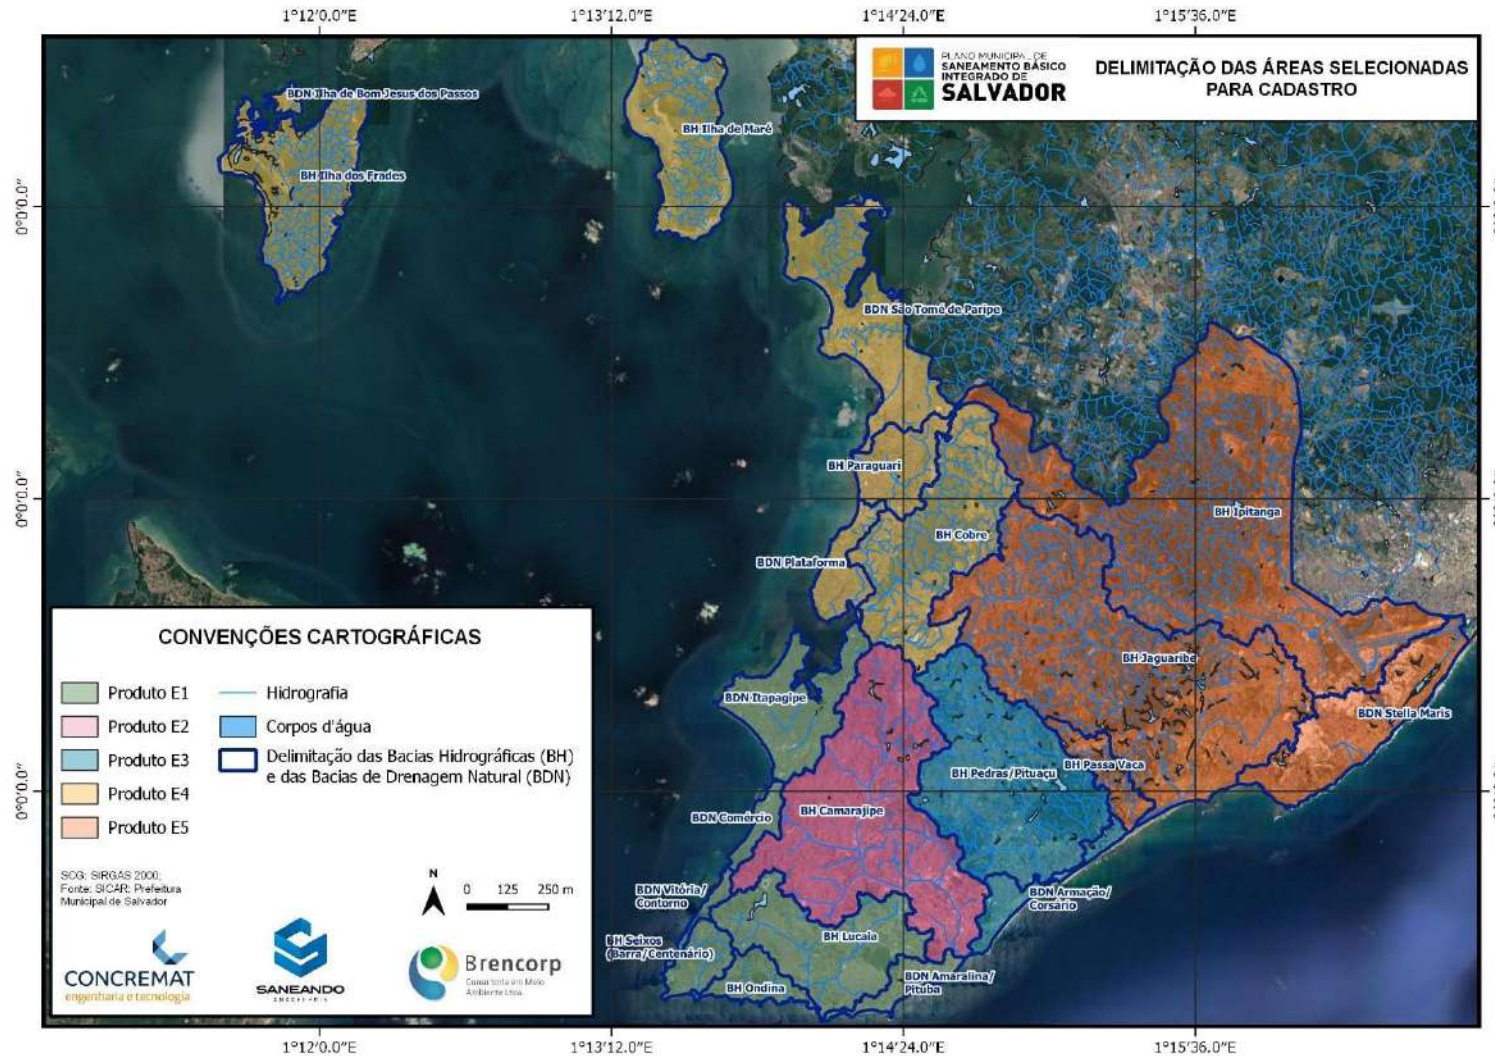 1°12'0.0"E
1°13'12.0"E
1°14'24.0"E
1°15'36.0"E
PLANO MUNICIPAL DE
SANEAMENTO BÁSICO
INTEGRADO DE
SALVADOR
DELIMITAÇÃO DAS ÁREAS SELECIONADAS
PARA CADASTRO
BDN Ilha de Bom Jesus dos Passos
BH Ilha de Maré
BH Ilha dos Frades
0°0'0.0"
BDN São Tomé de Paripe
BH Paraguari
0°0'0.0"
BH Ipitanga
BH Cobre
BDN Plataforma
BH Jaguaribe
BDN Itapagipe
BDN Stella Maris
BH Passa Vaca
BH Pedras/Pituaçu
0°0'0.0"
BH Camarajipe
BDN Comércio
BDN Vitória/
Contorno
BDN Armação/
Corsário
BH Lucaia
BH Seixos
(Barra/Centenário)
BDN Amaralina/
Pituba
BH Ondina
CONVENÇÕES CARTOGRÁFICAS
Produto E1
Produto E2
Produto E3
Produto E4
Produto E5
Hidrografia
Corpos d'água
Delimitação das Bacias Hidrográficas (BH)
e das Bacias de Drenagem Natural (BDN)
SCG: SIRGAS 2000;
Fonte: SICAR; Prefeitura
Municipal de Salvador
N
0 125 250 m
CONCREMAT
engenharia e tecnologia
SANEANDO
ENGENHARIA
Brencorp
Consultoria em Meio
Ambiente Ltda.
1°12'0.0"E
1°13'12.0"E
1°14'24.0"E
1°15'36.0"E